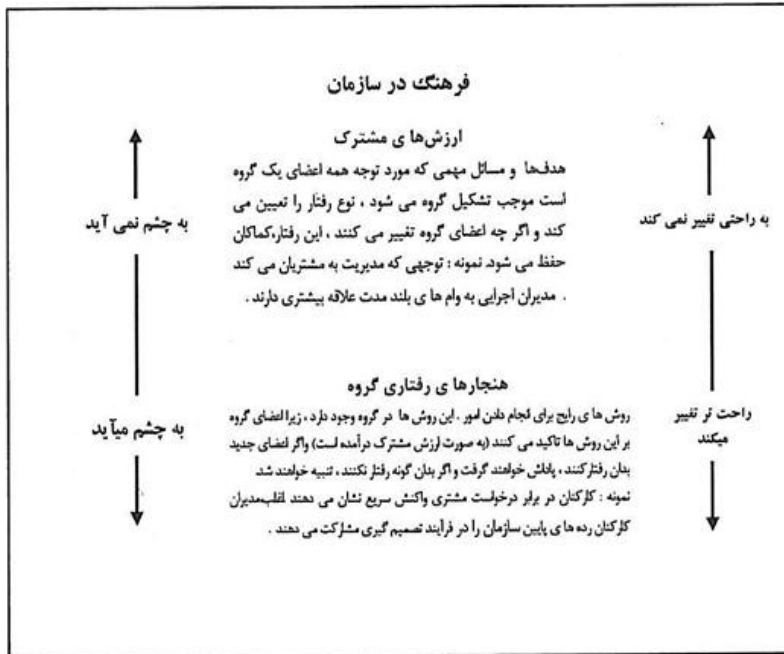 فرهنگ در سازمان
ارزش‌ها ی مشترک
هدف‌ها و مسائل مهمی که مورد توجه همه اعضای یک گروه
است موجب تشکیل گروه می شود ، نوع رفتار را تعیین می
کند و اگر چه اعضای گروه تغییر می کنند ، این رفتار،کماکان
حفظ می شود. نمونه : توجهی که مدیریت به مشتریان می کند
. مدیران اجرایی به وام ها ی بلند مدت علاقه بیشتری دارند .
به راحتی تغییر نمی کند
به چشم نمی آید
هنجارها ی رفتاری گروه
روش ها ی رایج برای انجام دادن امور . این روش ها در گروه وجود دارد ، زیرا اعضای گروه
بر این روش ها تاکید می کنند (به صورت ارزش مشترک درآمده است) واگر اعضای جدید
بدان رفتارکنند ، پاداش خواهند گرفت و اگر بدان گونه رفتار نکنند ، تنبیه خواهند شد.
نمونه : کارکنان در برابر درخواست مشتری واکنش سریع نشان می دهند .اغلب‌مدیران
کارکنان رده ها ی پایین سازمان را در فرآیند تصمیم گیری مشارکت می دهند .
راحت تر تغییر
میکند
به چشم میآید